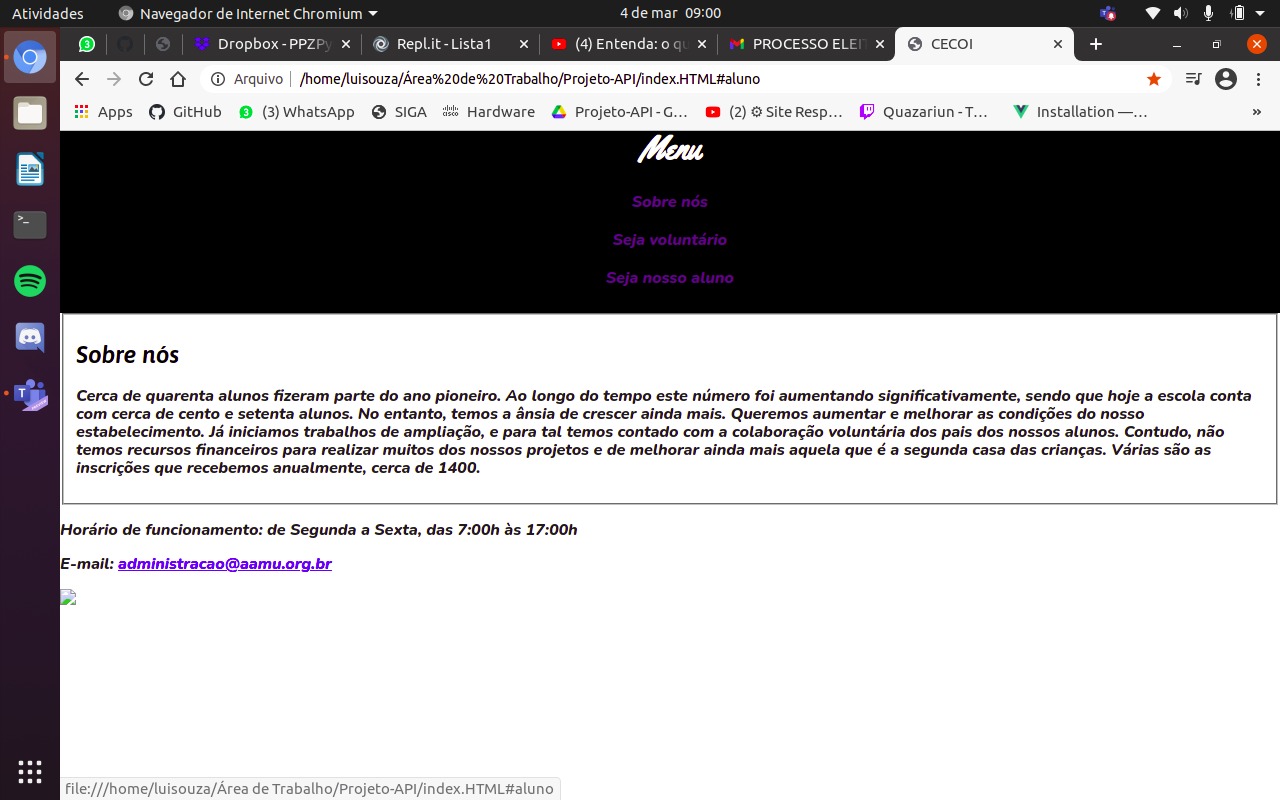 Atividades
Navegador de Internet Chromium
4 de mar 09:00
Dropbox - PPZPy
Repl.it - Lista1
(4) Entenda: o qu
PROCESSO ELEI
CECOI
Arquivo
/home/luisouza/Área%20de%20Trabalho/Projeto-API/index.HTML#aluno
Apps
GitHub
(3) WhatsApp
SIGA
Hardware
Projeto-API - G…
(2) ⚙ Site Resp…
Quazariun - T…
Installation —…
»
Menu
Sobre nós
Seja voluntário
Seja nosso aluno
Sobre nós
Cerca de quarenta alunos fizeram parte do ano pioneiro. Ao longo do tempo este número foi aumentando significativamente, sendo que hoje a escola conta
com cerca de cento e setenta alunos. No entanto, temos a ânsia de crescer ainda mais. Queremos aumentar e melhorar as condições do nosso
estabelecimento. Já iniciamos trabalhos de ampliação, e para tal temos contado com a colaboração voluntária dos pais dos nossos alunos. Contudo, não
temos recursos financeiros para realizar muitos dos nossos projetos e de melhorar ainda mais aquela que é a segunda casa das crianças. Várias são as
inscrições que recebemos anualmente, cerca de 1400.
Horário de funcionamento: de Segunda a Sexta, das 7:00h às 17:00h
E-mail: administracao@aamu.org.br
file:///home/luisouza/Área de Trabalho/Projeto-API/index.HTML#aluno